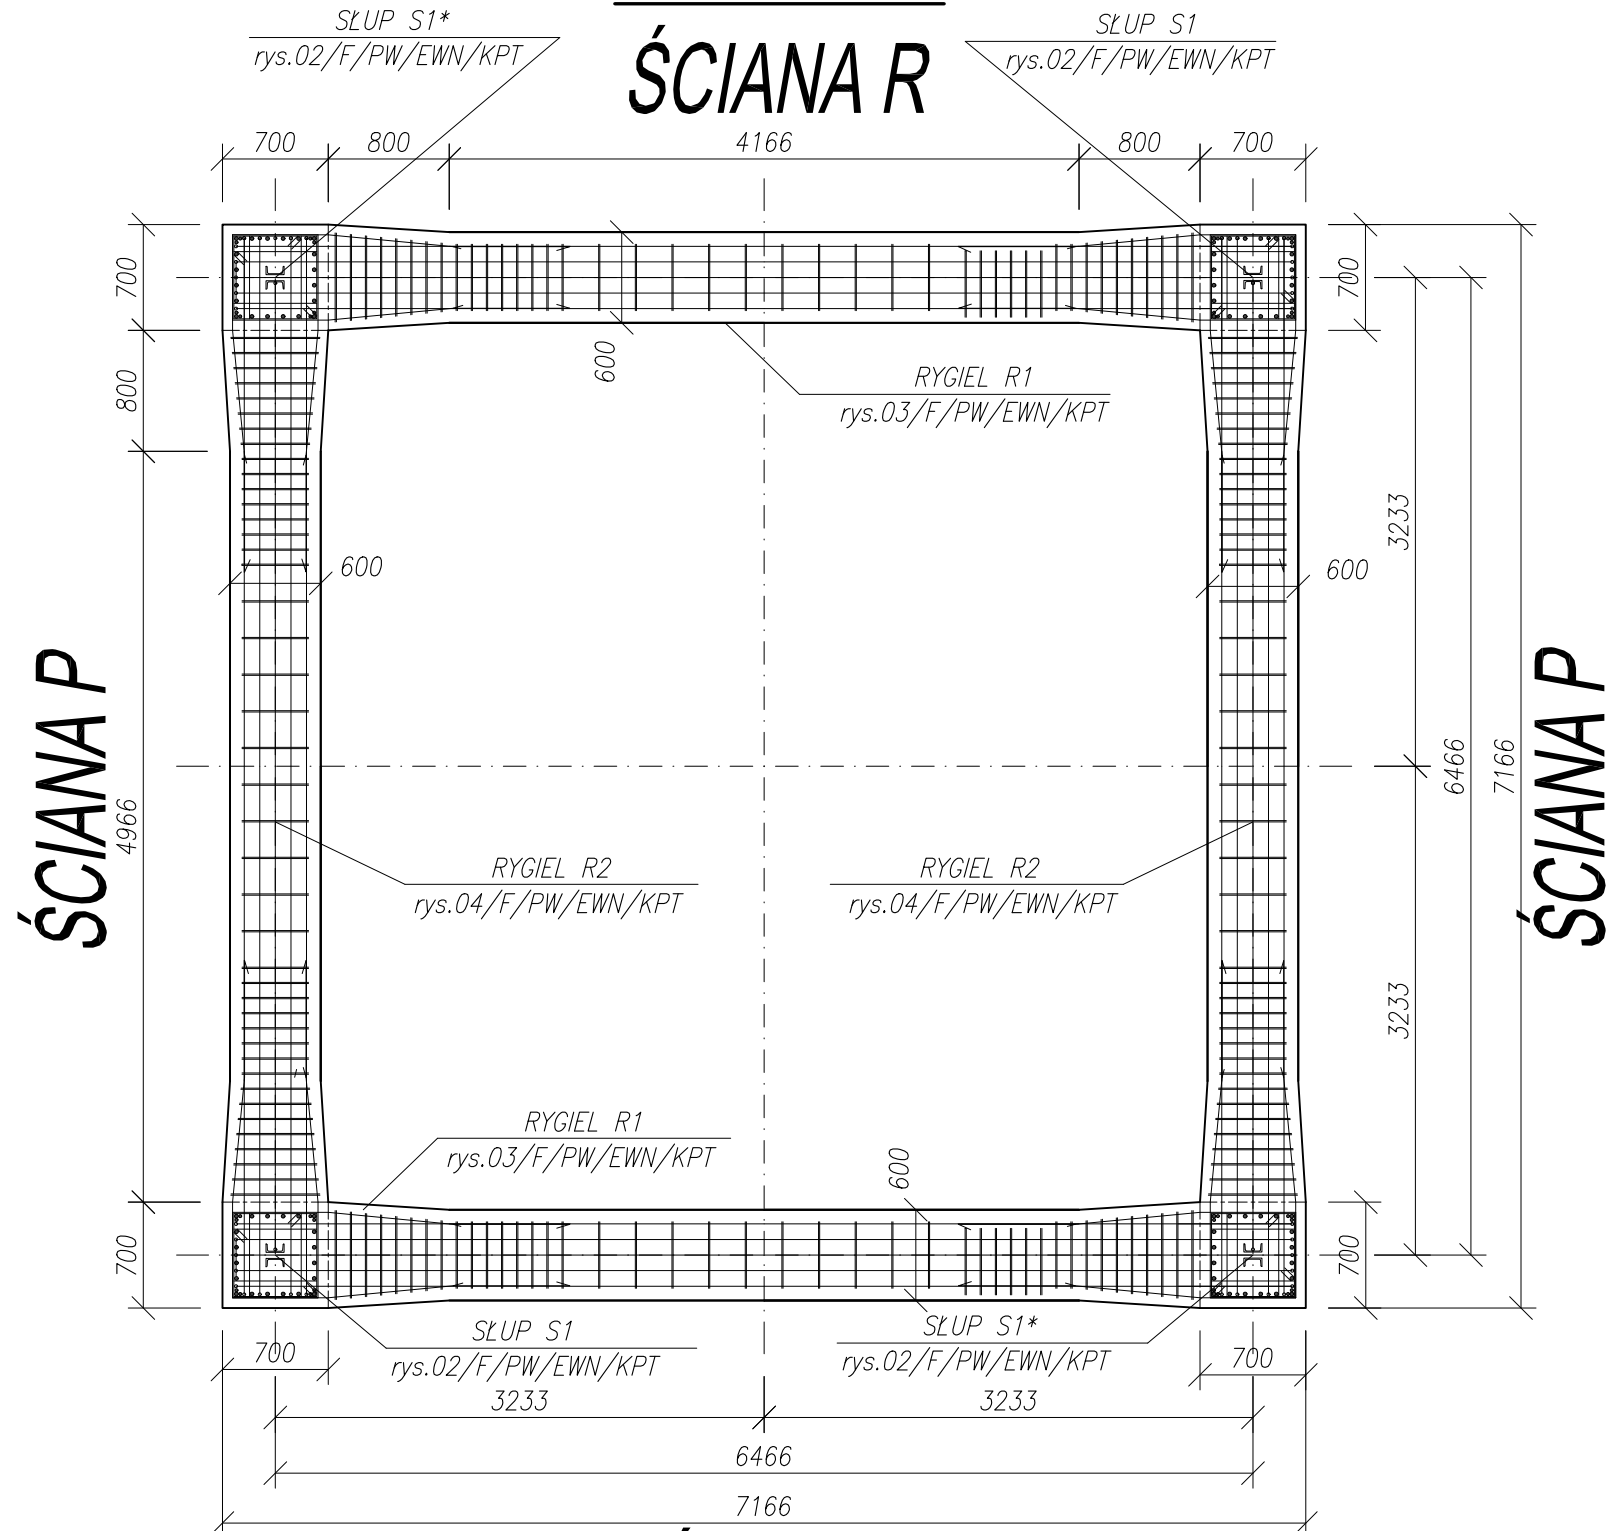 SŁUP S1*
rys.02/F/PW/EWN/KPT
SŁUP S1
rys.02/F/PW/EWN/KPT
ŚCIANA R
700
800
4166
800
700
700
600
700
800
RYGIEL R1
rys.03/F/PW/EWN/KPT
3233
600
600
ŚCIANA P
ŚCIANA P
4966
6466
7166
RYGIEL R2
rys.04/F/PW/EWN/KPT
RYGIEL R2
rys.04/F/PW/EWN/KPT
3233
RYGIEL R1
rys.03/F/PW/EWN/KPT
600
700
700
SŁUP S1
rys.02/F/PW/EWN/KPT
SŁUP S1*
rys.02/F/PW/EWN/KPT
700
700
3233
3233
6466
7166